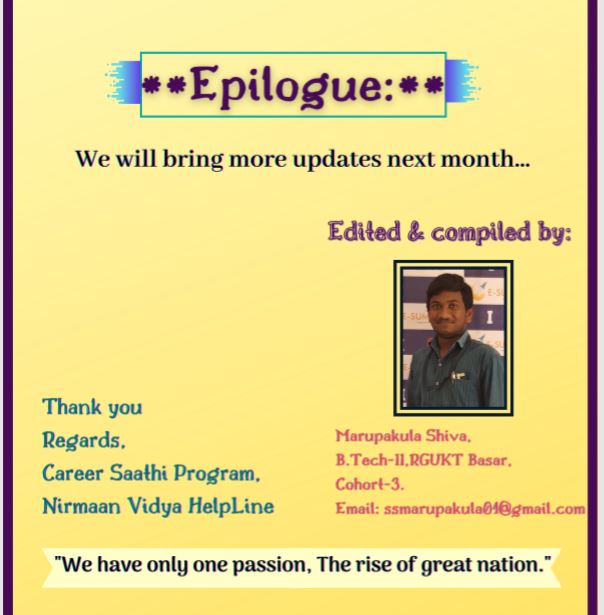 **Epilogue:**
We will bring more updates next month...
Edited & compiled by:
E-SUM
I
Thank you
Regards,
Career Saathi Program,
Nirmaan Vidya HelpLine
Marupakula Shiva,
B.Tech-II,RGUKT Basar,
Cohort-3.
Email: ssmarupakula01@gmail.com
"We have only one passion, The rise of great nation."